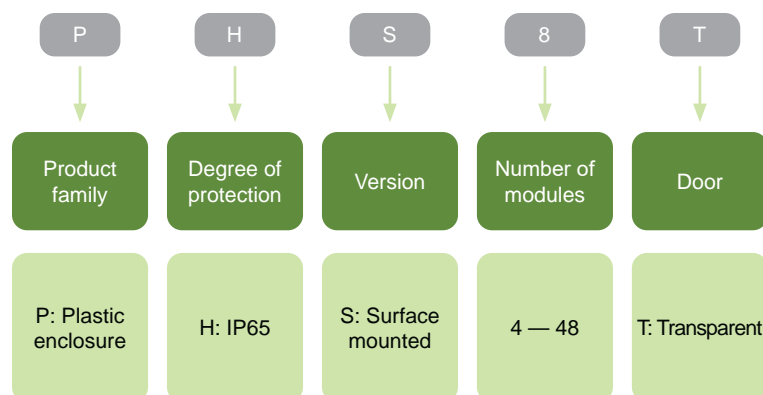 P H S 8 T
Product family
Degree of protection
Version
Number of modules
Door
P: Plastic enclosure
H: IP65
S: Surface mounted
4 — 48
T: Transparent